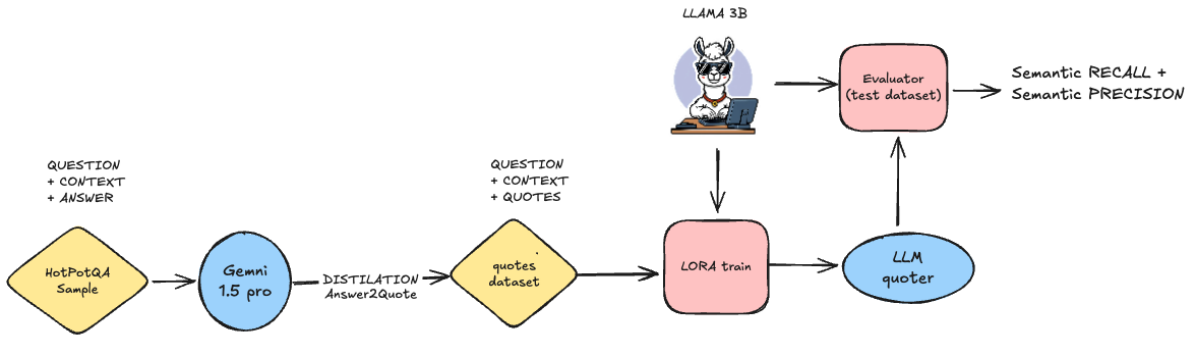 LLAMA 3B
Evaluator
(test dataset)
Semantic RECALL +
Semantic PRECISION
QUESTION
+ CONTEXT
+ ANSWER
QUESTION
+ CONTEXT
+ QUOTES
HotPotQA
Sample
Gemni
1.5 pro
DISTILATION
Answer2Quote
quotes
dataset
LORA train
LLM
quoter